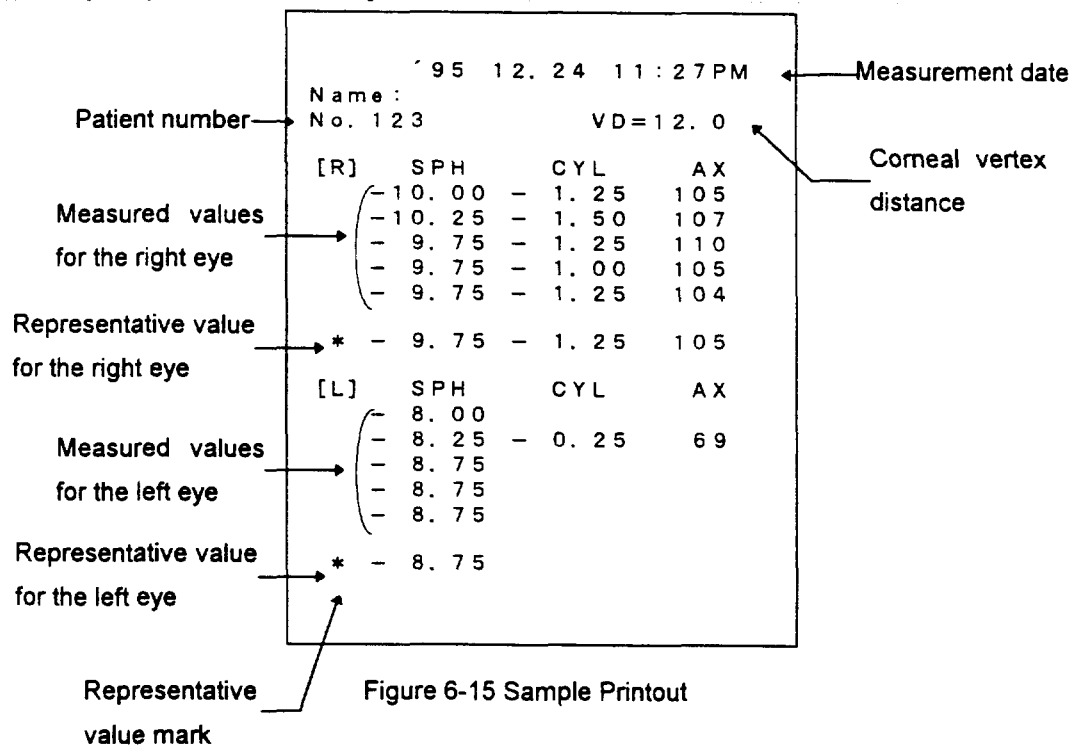 ´95 12. 24 11:27PM
Measurement date
Name:
Patient number
No. 123 VD=12. 0
Corneal vertex
distance
[R] SPH CYL AX
-10. 00 - 1. 25 105
-10. 25 - 1. 50 107
- 9. 75 - 1. 25 110
- 9. 75 - 1. 00 105
- 9. 75 - 1. 25 104
Measured values
for the right eye
Representative value
for the right eye
* - 9. 75 - 1. 25 105
[L] SPH CYL AX
- 8. 00
- 8. 25 - 0. 25 69
- 8. 75
- 8. 75
- 8. 75
Measured values
for the left eye
Representative value
for the left eye
* - 8. 75
Representative
value mark
Figure 6-15 Sample Printout